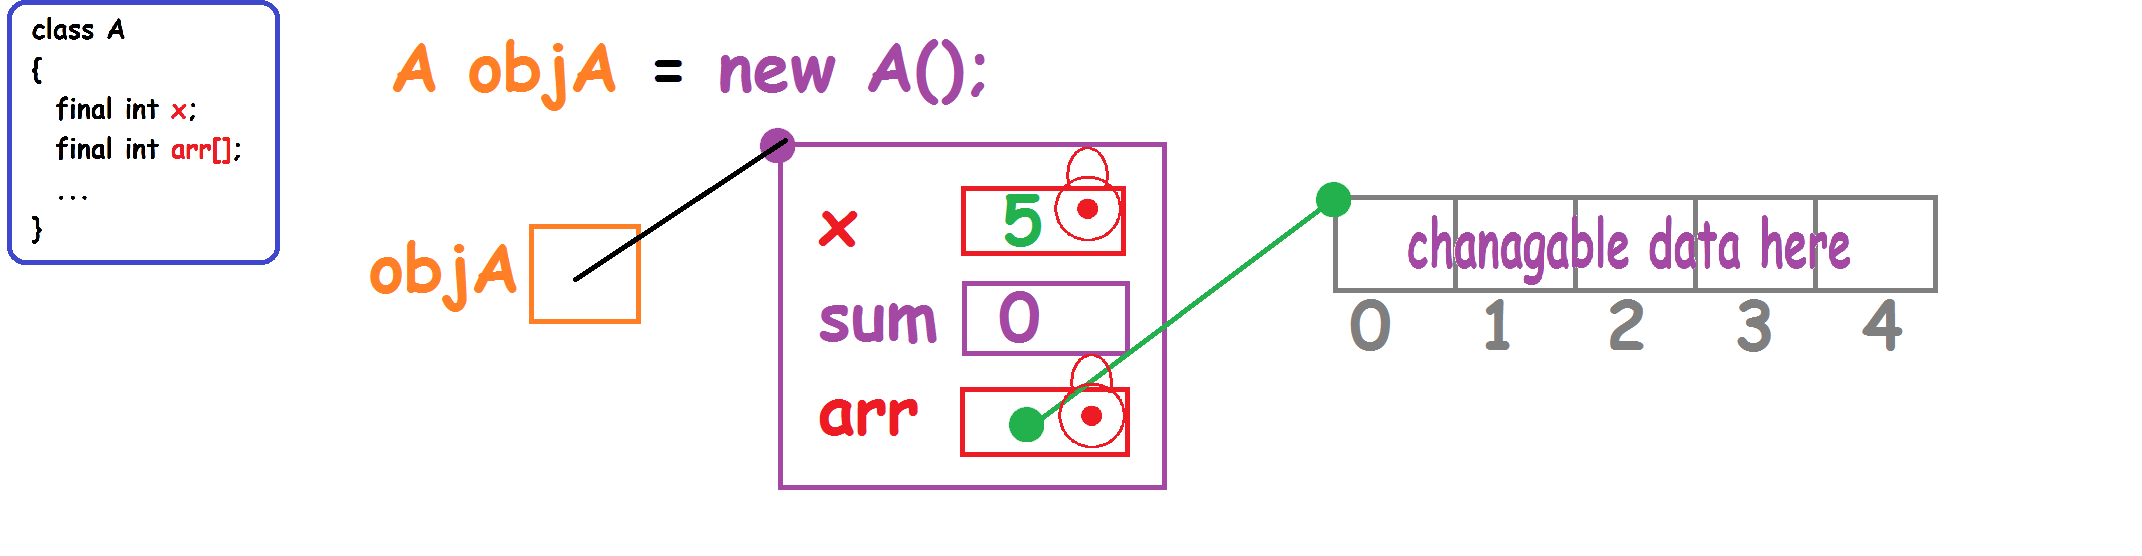 class A
{
final int x;
final int arr[];
...
}
A objA = new A();
objA
x 5
sum 0
arr
chanagable data here
0 1 2 3 4